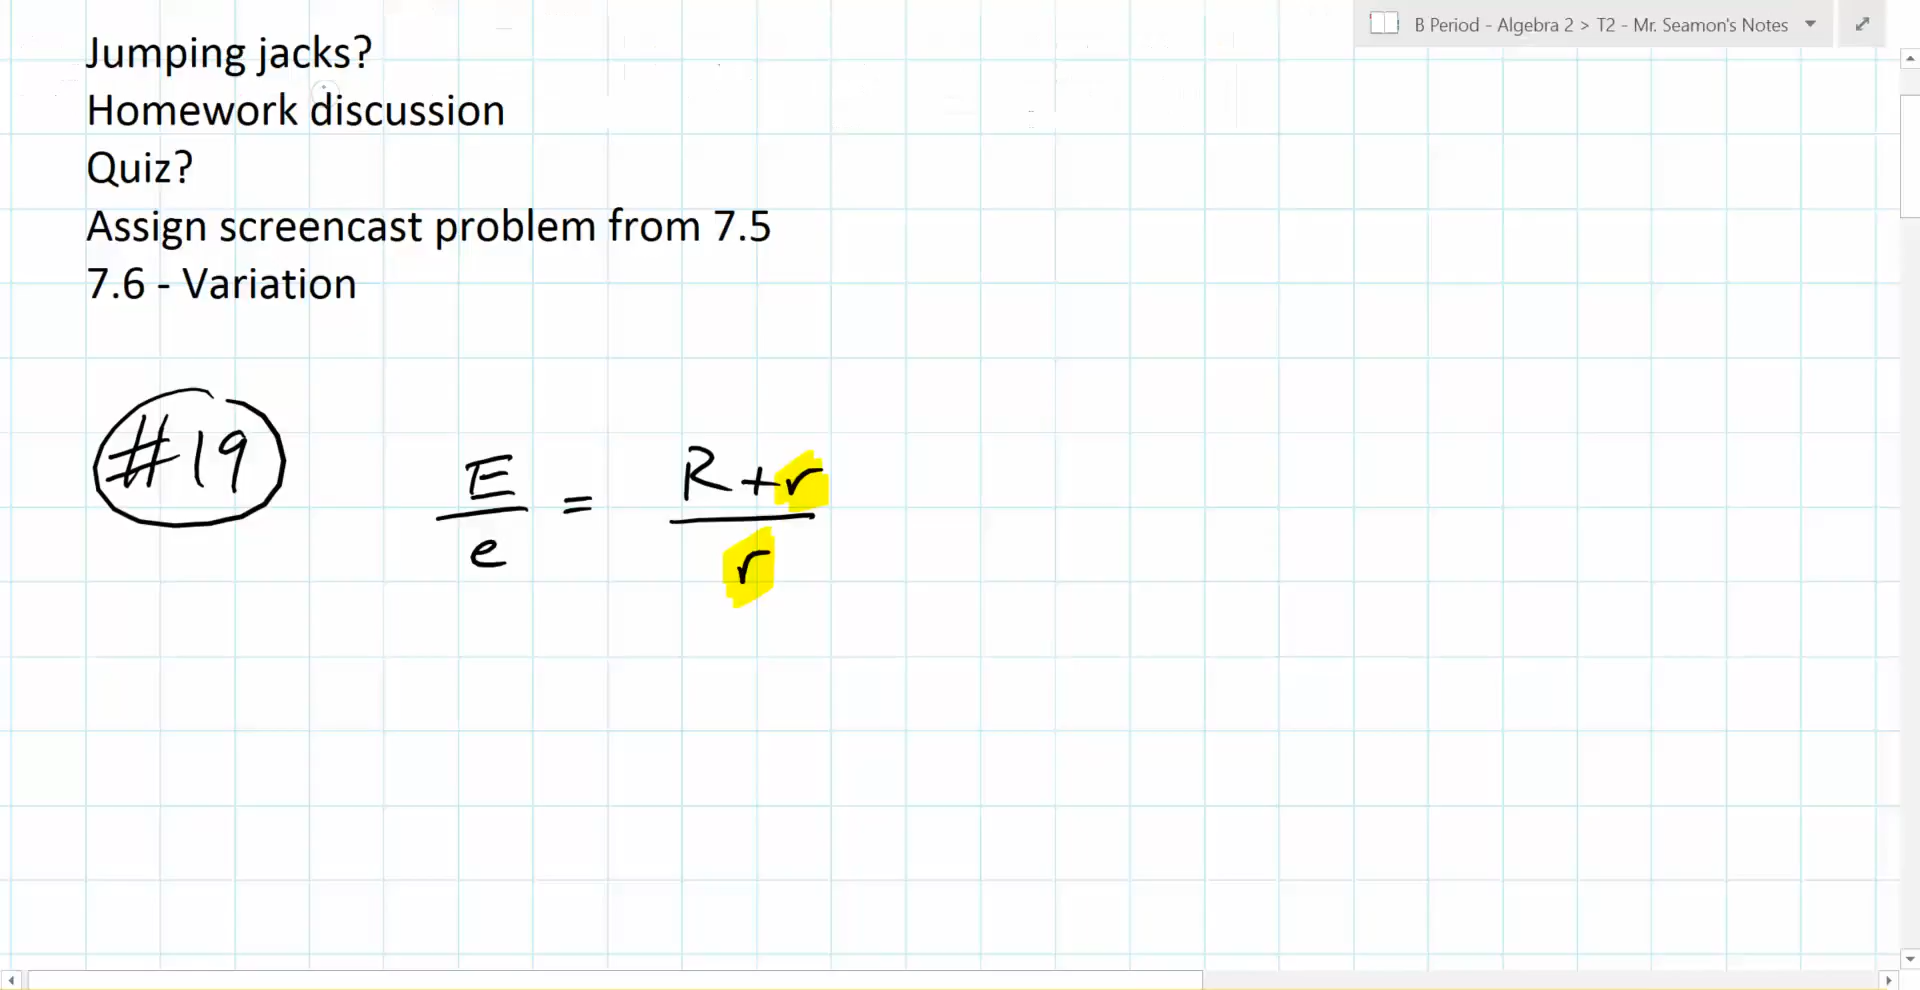 B Period - Algebra 2 > T2 - Mr. Seamon's Notes
Jumping jacks?
Homework discussion
Quiz?
Assign screencast problem from 7.5
7.6 - Variation
#19
E/e = (R+r)/r